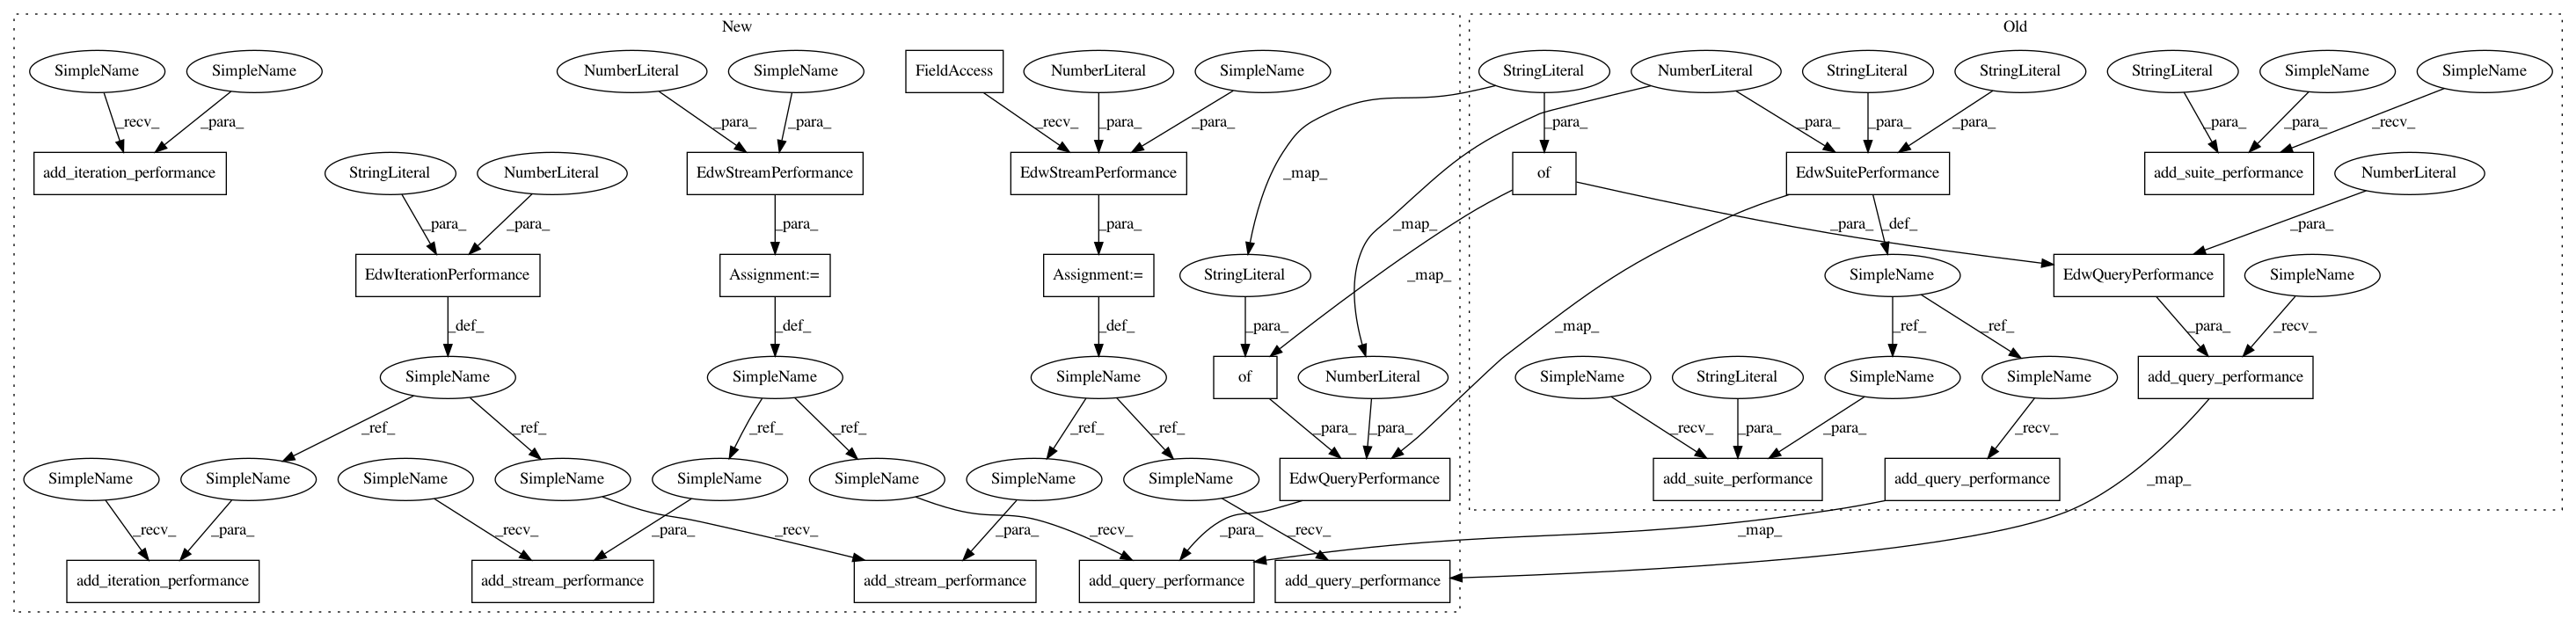 New
Old
SimpleName
SimpleName
NumberLiteral
SimpleName
FieldAccess
NumberLiteral
SimpleName
StringLiteral
NumberLiteral
StringLiteral
StringLiteral
StringLiteral
SimpleName
SimpleName
_recv_
_para_
_para_
_para_
_recv_
_para_
_para_
_para_
_para_
_para_
_para_
_para_
_para_
_recv_
add_iteration_performance
StringLiteral
NumberLiteral
EdwStreamPerformance
EdwStreamPerformance
_map_
of
EdwSuitePerformance
add_suite_performance
NumberLiteral
_para_
_para_
_para_
_para_
_map_
_para_
_def_
_para_
EdwIterationPerformance
Assignment:=
Assignment:=
StringLiteral
_map_
SimpleName
EdwQueryPerformance
SimpleName
_def_
_def_
_def_
_para_
_map_
_ref_
_ref_
_para_
_recv_
SimpleName
SimpleName
SimpleName
of
NumberLiteral
SimpleName
StringLiteral
SimpleName
SimpleName
add_query_performance
_ref_
_ref_
_ref_
_ref_
_ref_
_ref_
_para_
_para_
_recv_
_para_
_para_
_recv_
SimpleName
SimpleName
SimpleName
SimpleName
SimpleName
SimpleName
SimpleName
SimpleName
EdwQueryPerformance
add_suite_performance
add_query_performance
_map_
_recv_
_para_
_recv_
_para_
_recv_
_para_
_recv_
_para_
_recv_
_map_
add_iteration_performance
add_stream_performance
add_stream_performance
add_query_performance
add_query_performance